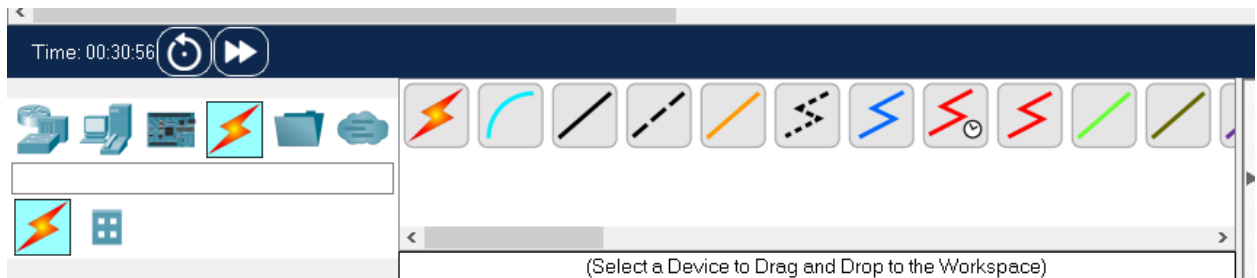 Time: 00:30:56
(Select a Device to Drag and Drop to the Workspace)